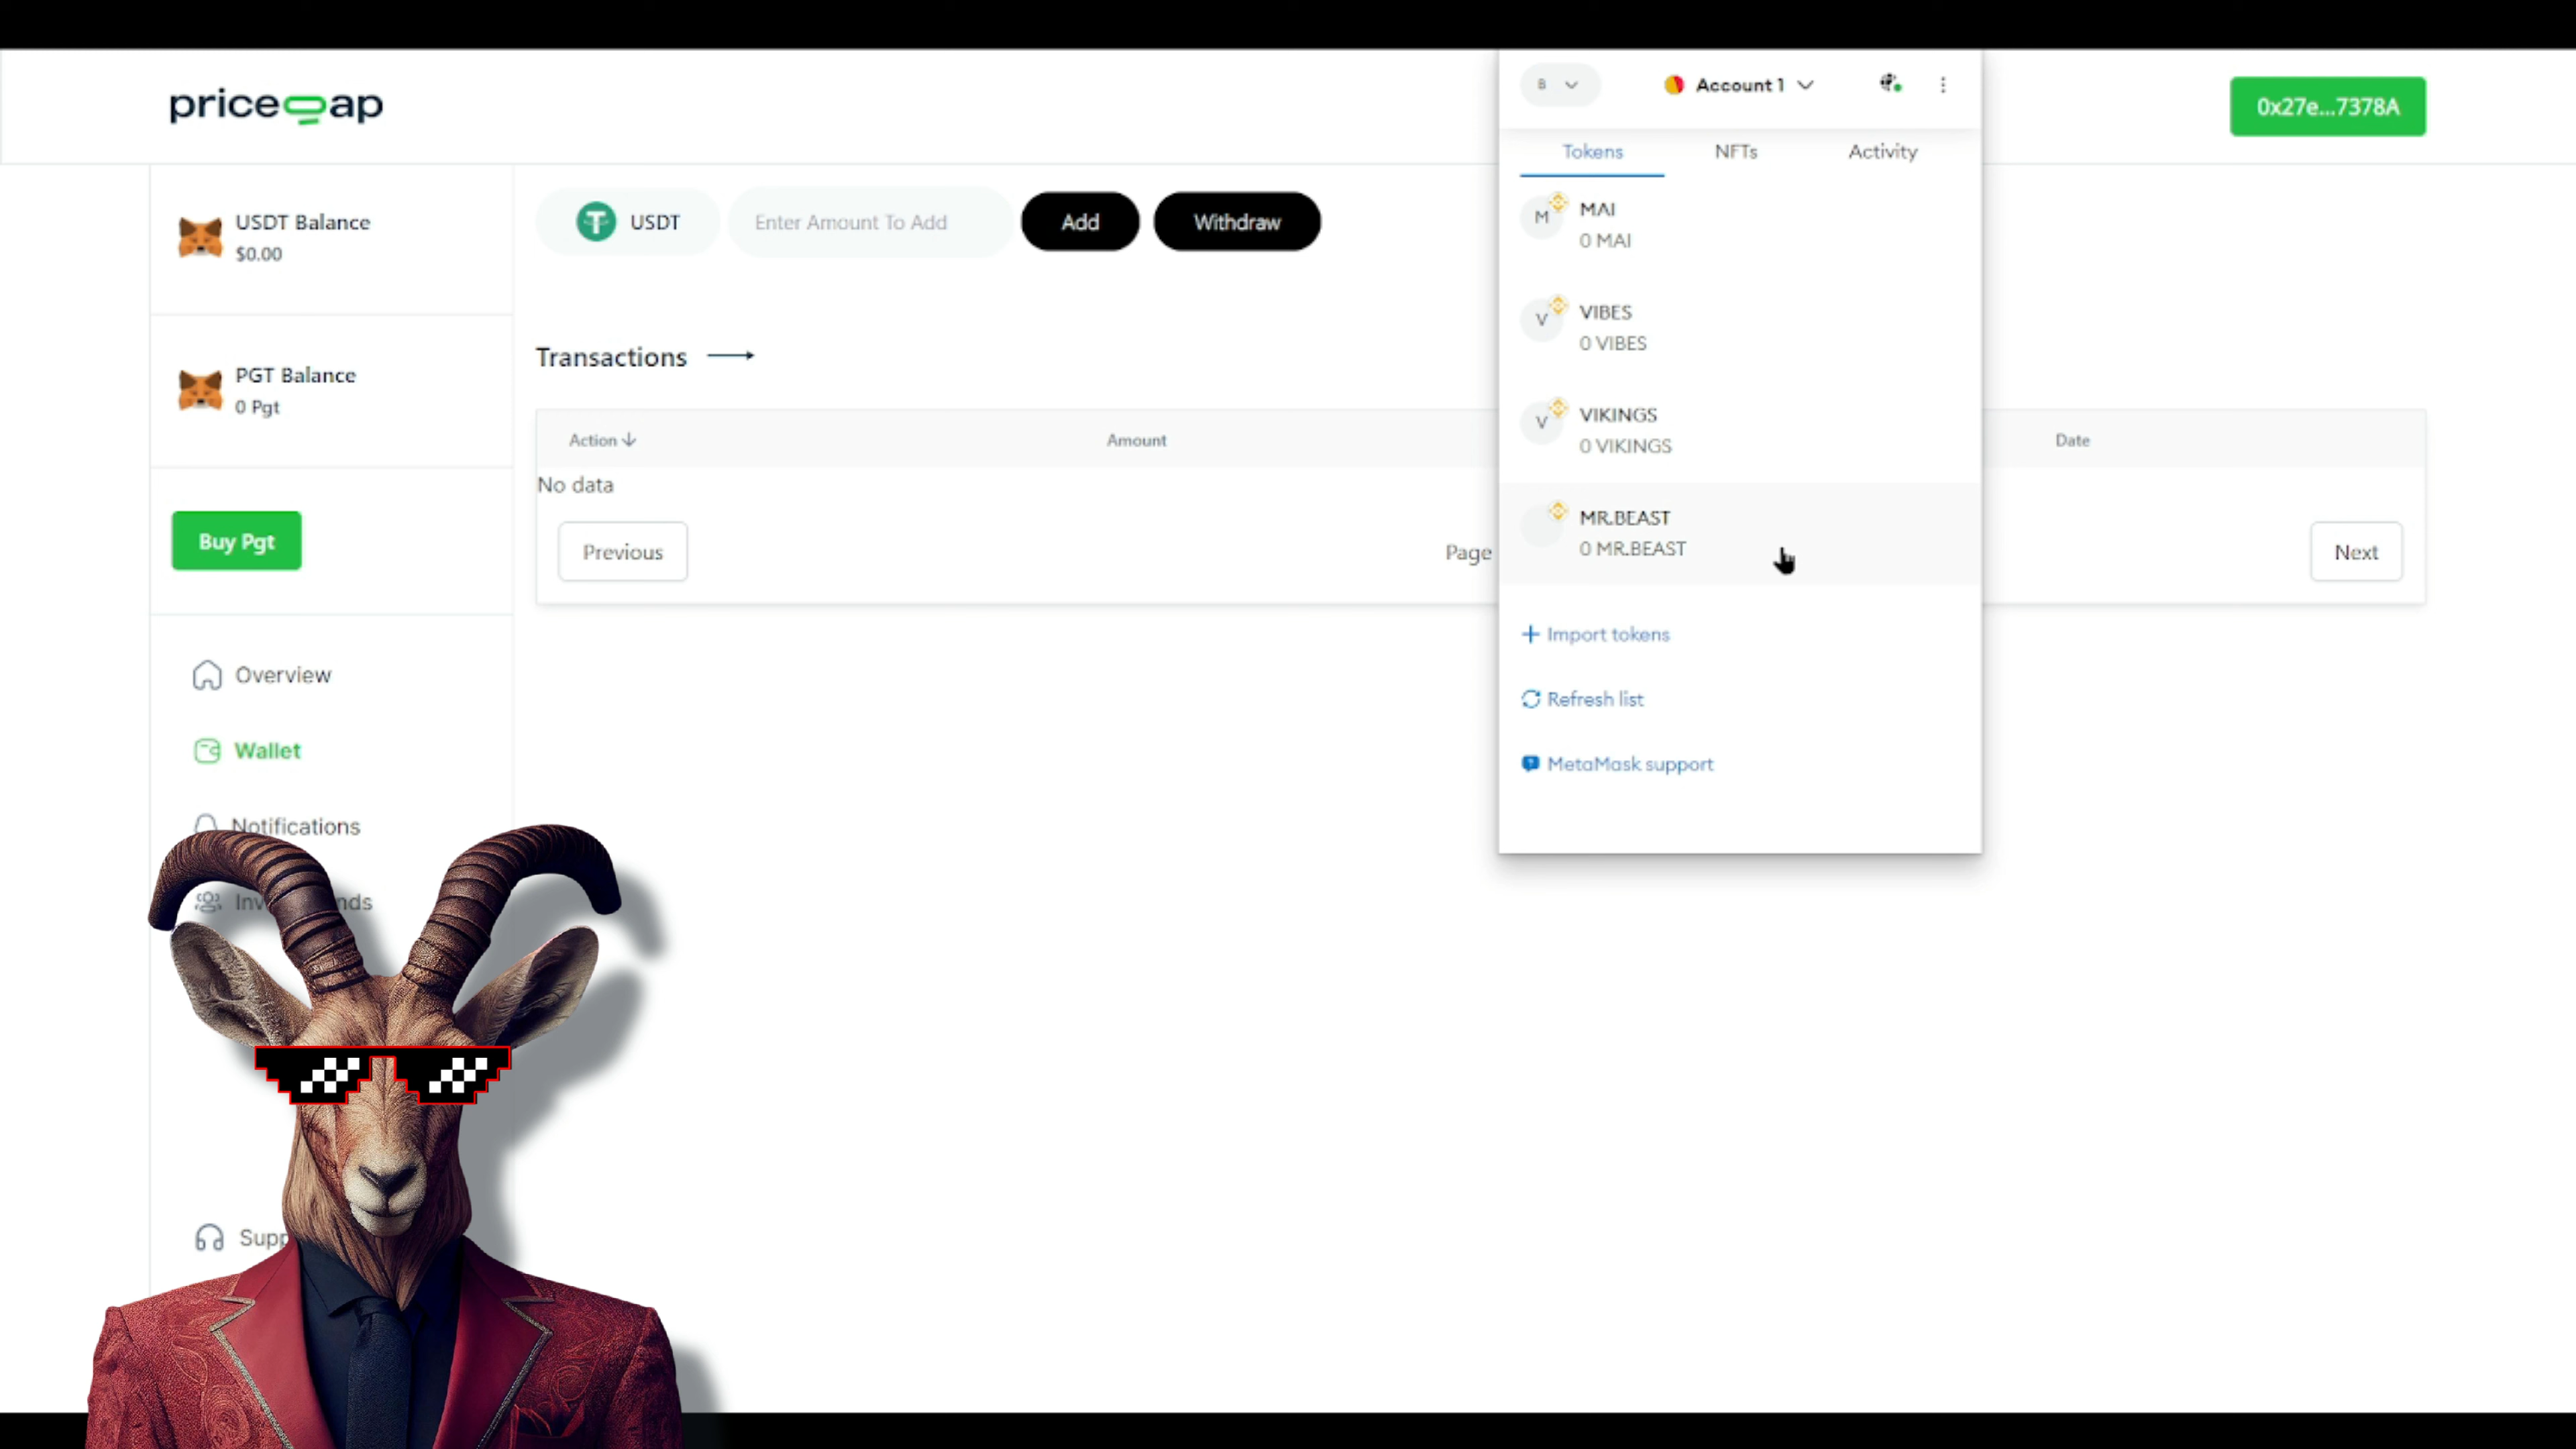 pricegap
B
Account 1
0x27e...7378A
Tokens
NFTs
Activity
USDT Balance
$0.00
USDT
Enter Amount To Add
Add
Withdraw
M
MAI
0 MAI
V
VIBES
0 VIBES
Transactions
PGT Balance
0 Pgt
V
VIKINGS
0 VIKINGS
Action
Amount
Date
No data
Buy Pgt
Previous
Page
MR.BEAST
0 MR.BEAST
Next
Import tokens
Refresh list
MetaMask support
Overview
Wallet
Notifications